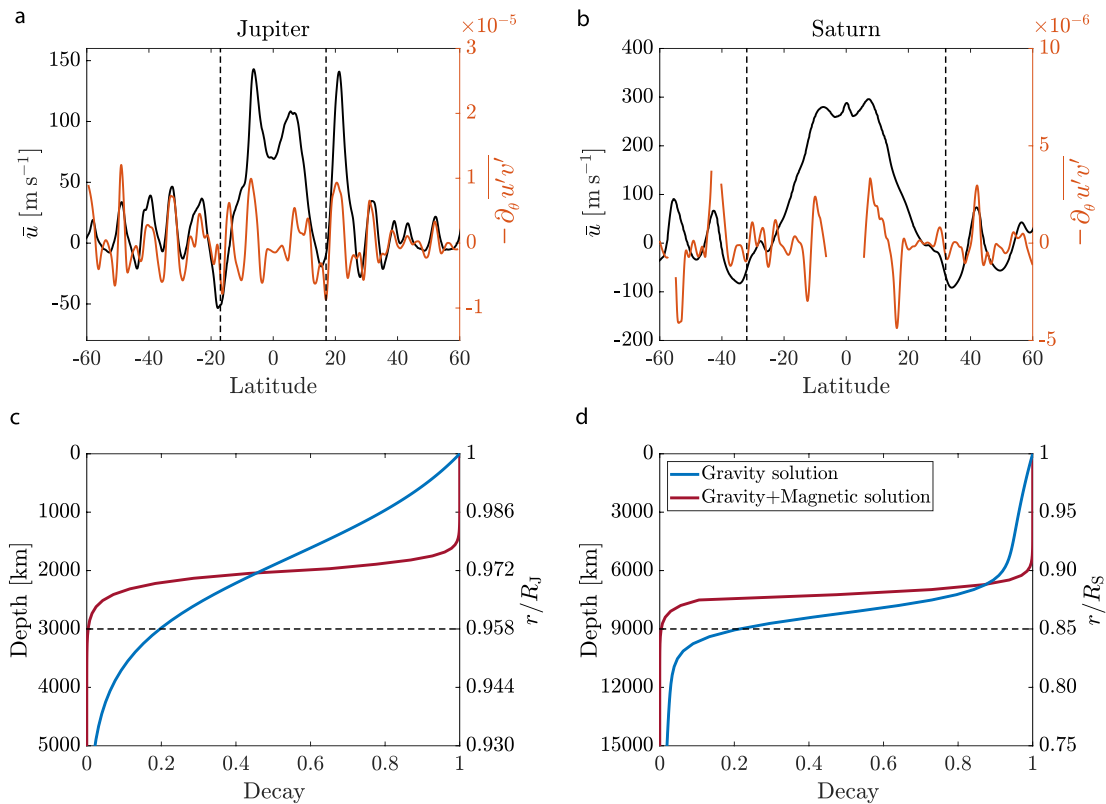 a
Jupiter
×10⁻⁵
150
100
50
0
-50
ū [m s⁻¹]
3
2
1
0
-1
− ∂θ u′v′
-60 -40 -20 0 20 40 60
Latitude
b
Saturn
×10⁻⁶
400
300
200
100
0
-100
-200
ū [m s⁻¹]
10
5
0
-5
− ∂θ u′v′
-60 -40 -20 0 20 40 60
Latitude
c
0
1000
2000
3000
4000
5000
Depth [km]
1
0.986
0.972
0.958
0.944
0.930
r/R_J
0 0.2 0.4 0.6 0.8 1
Decay
d
Gravity solution
Gravity+Magnetic solution
0
3000
6000
9000
12000
15000
Depth [km]
1
0.95
0.90
0.85
0.80
0.75
r/R_S
0 0.2 0.4 0.6 0.8 1
Decay